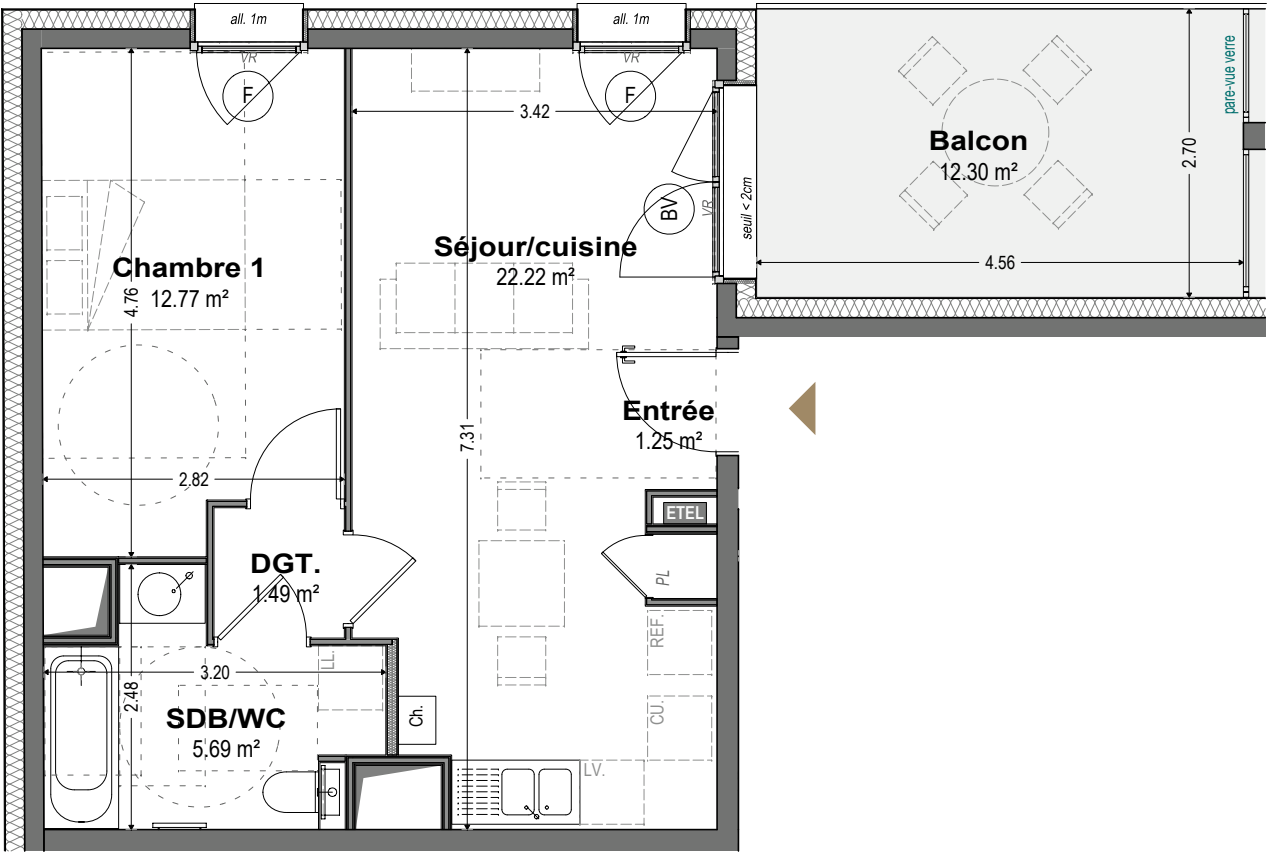 all. 1m
all. 1m
VR
VR
F
F
3.42
pare-vue verre
Balcon
12.30 m²
2.70
BV
VR
seuil < 2cm
Séjour/cuisine
22.22 m²
4.56
Chambre 1
12.77 m²
4.76
Entrée
1.25 m²
7.31
2.82
ETEL
DGT.
1.49 m²
PL
REF.
LL.
3.20
2.48
SDB/WC
5.69 m²
Ch.
CU.
LV.